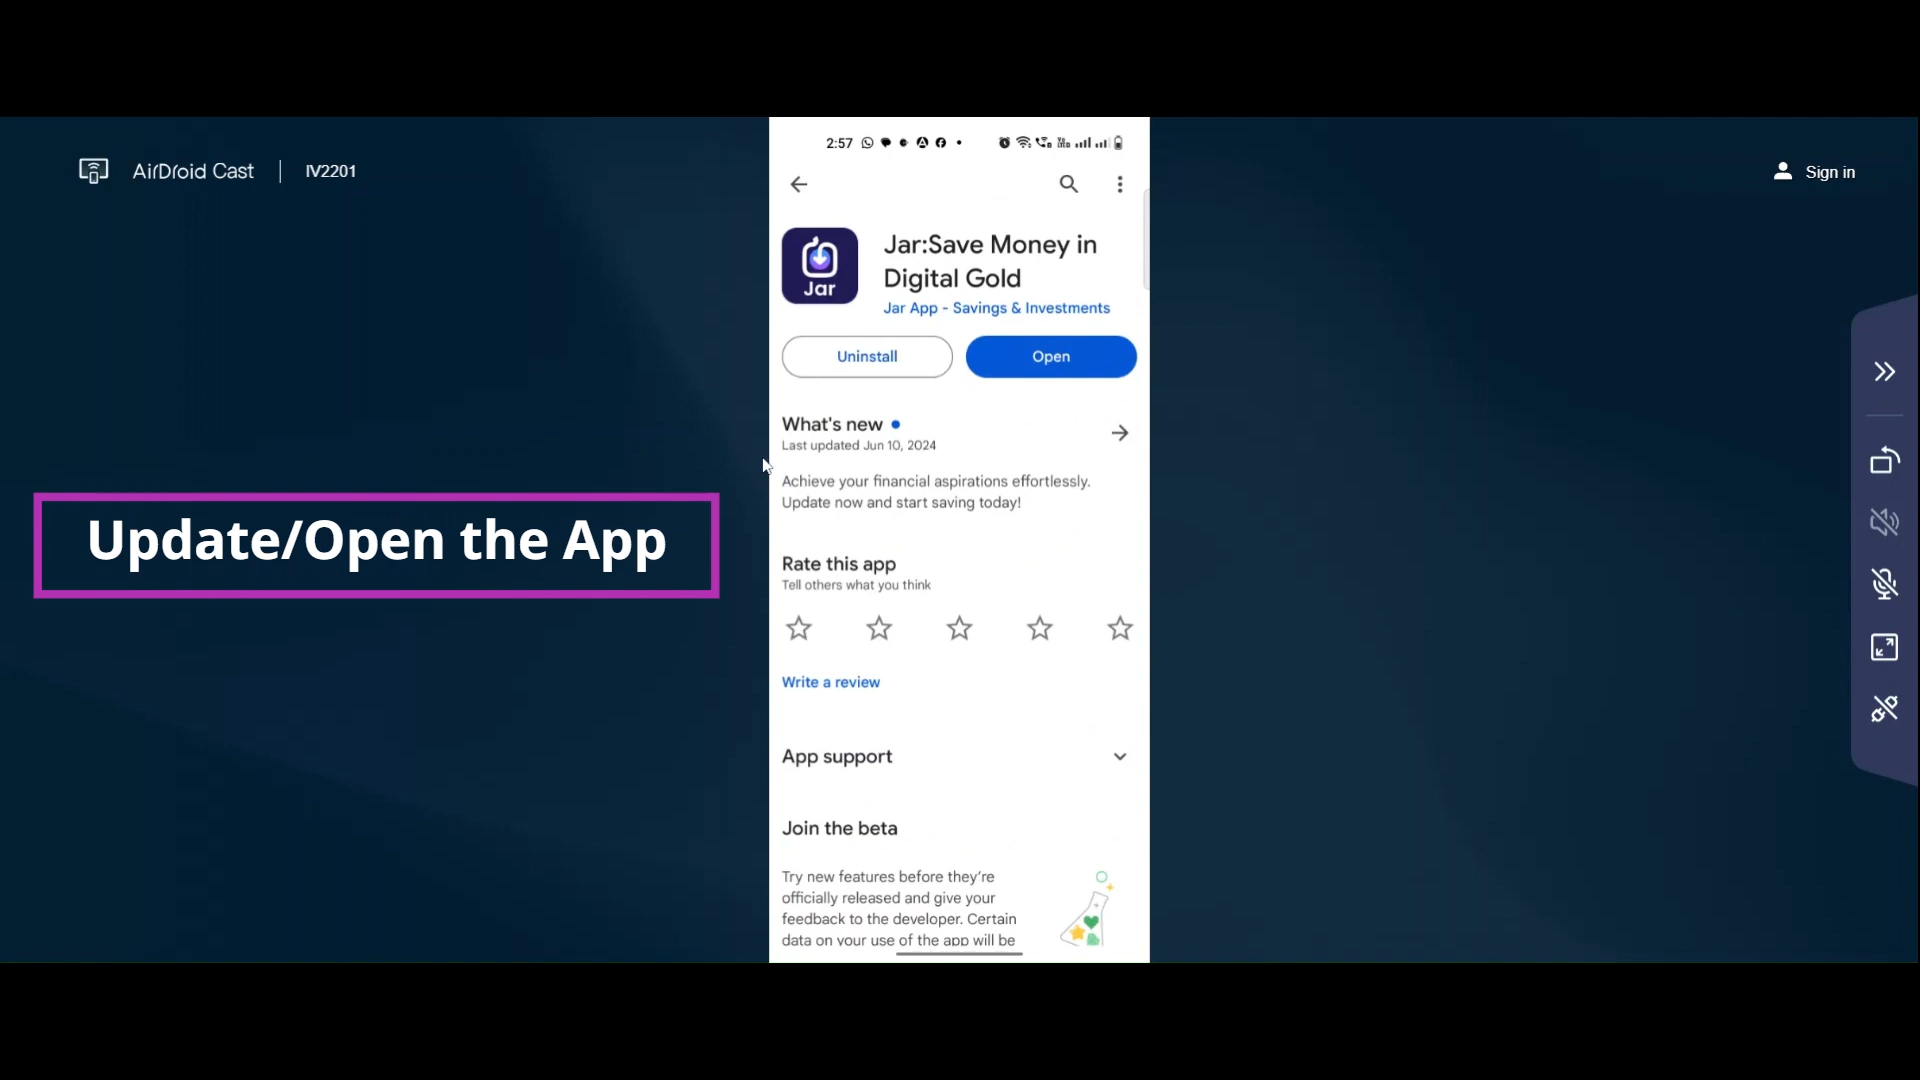 AirDroid Cast | IV2201
Sign in
2:57
Jar
Jar:Save Money in
Digital Gold
Jar App - Savings & Investments
Uninstall
Open
What's new
Last updated Jun 10, 2024
Achieve your financial aspirations effortlessly.
Update now and start saving today!
Update/Open the App
Rate this app
Tell others what you think
Write a review
App support
Join the beta
Try new features before they're
officially released and give your
feedback to the developer. Certain
data on your use of the app will be